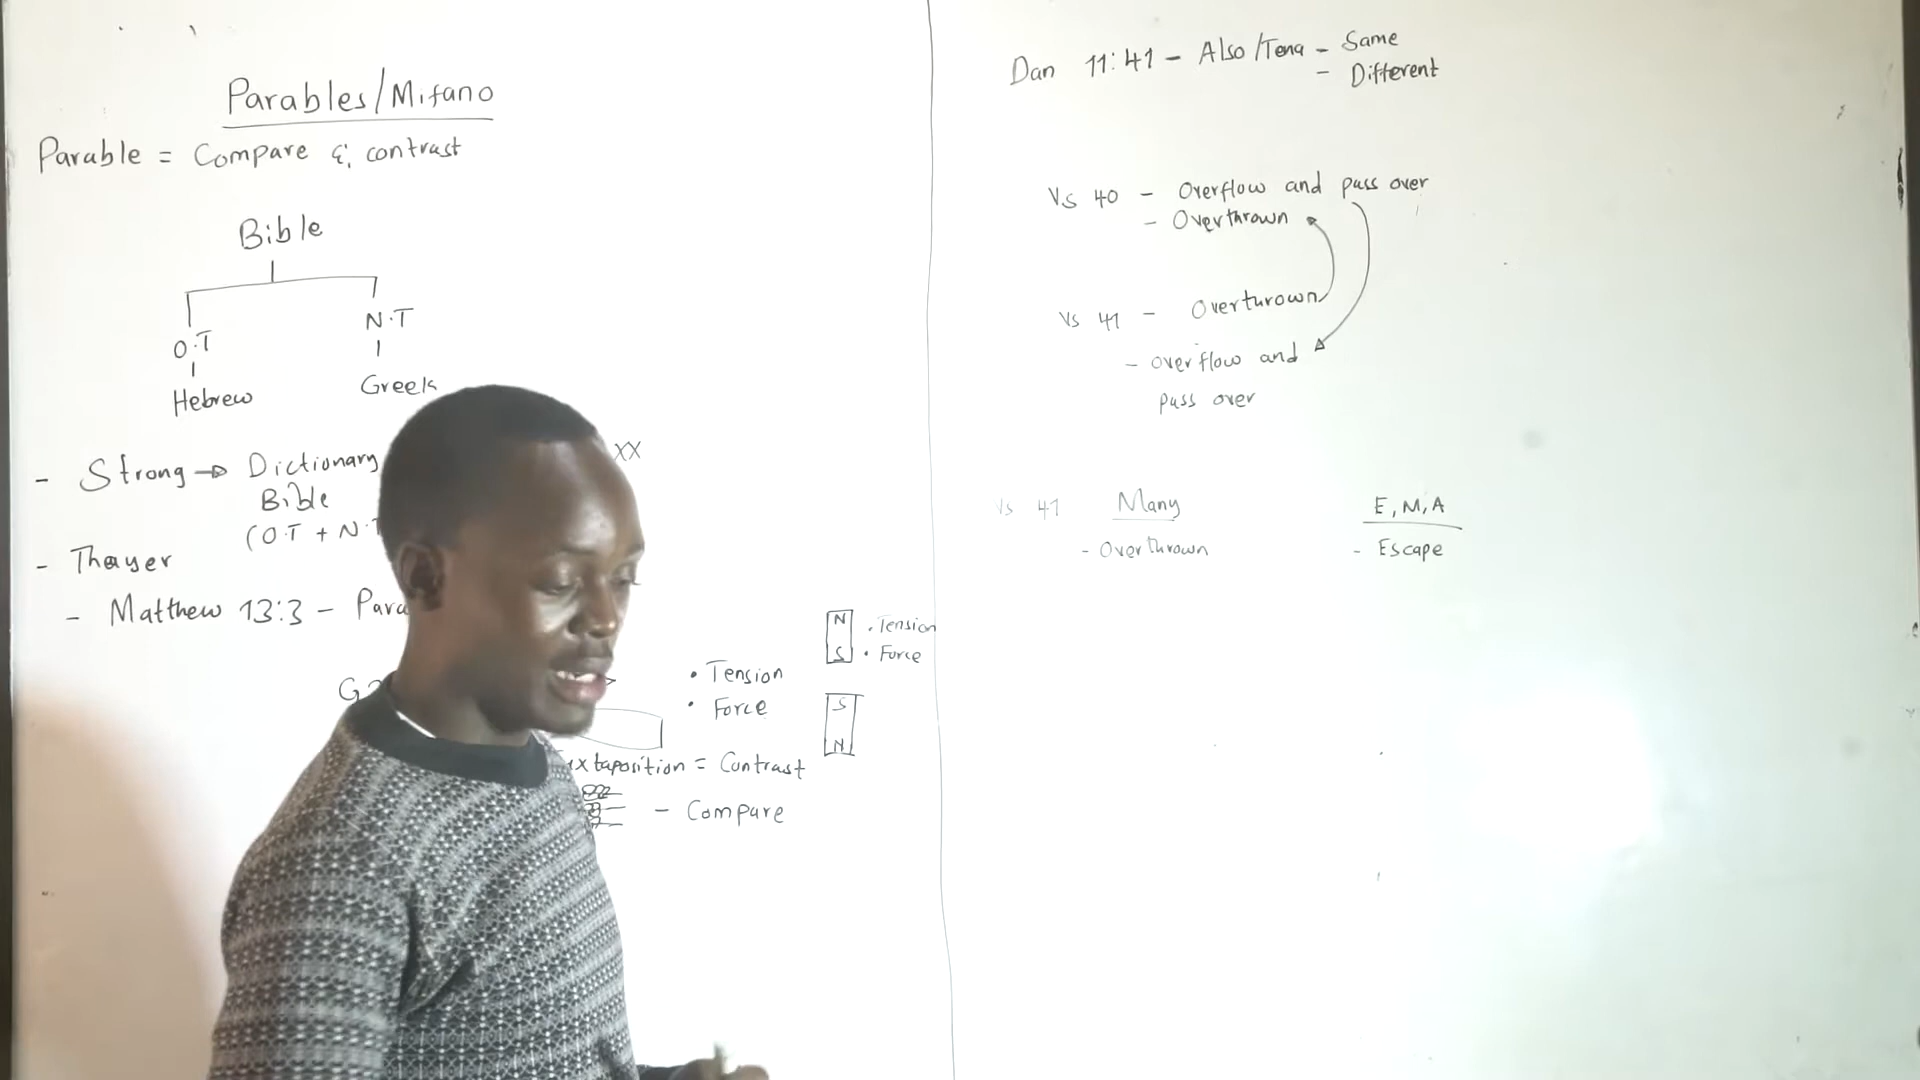 Parables/Mifano
Parable = Compare & contrast
Bible
O.T
N.T
Hebrew
Greek
- Strong → Dictionary
Bible
(O.T + N.T
XX
- Thayer
- Matthew 13:3 - Para
• Tension
• Force
N
S
• Tension
• Force
S
N
uxtaposition = Contrast
- Compare
Dan 11:41 - Also/Tena - Same
- Different
Vs 40 - Overflow and pass over
- Overthrown
Vs 41 - Overthrown
- overflow and
pass over
Vs 41 Many
- Overthrown
E, M, A
- Escape